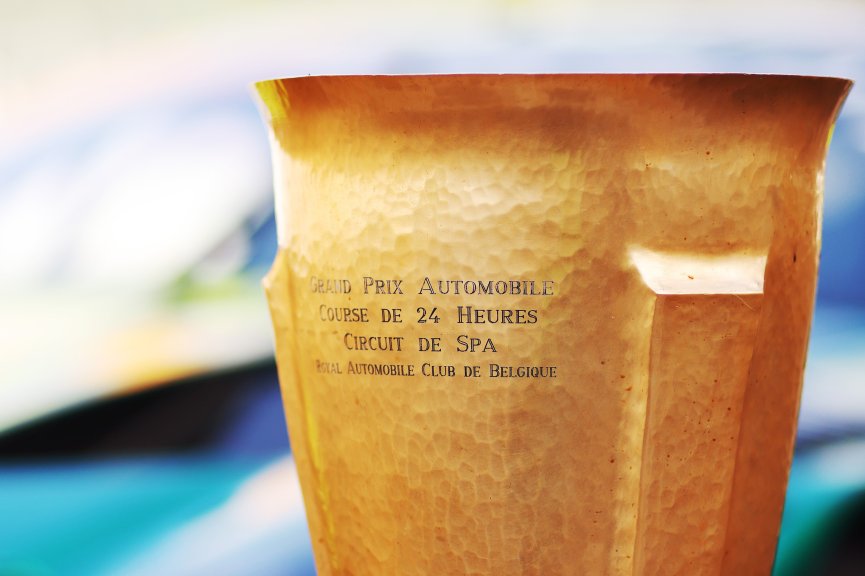 Grand Prix Automobile
Course de 24 Heures
Circuit de Spa
Royal Automobile Club de Belgique